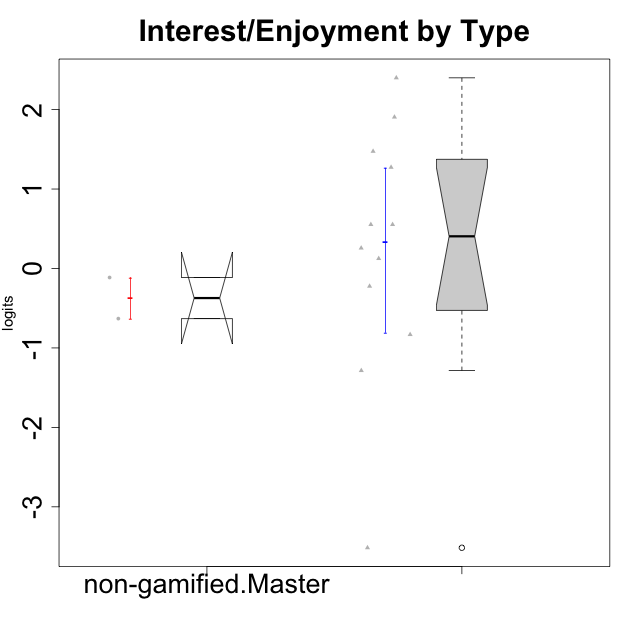 Interest/Enjoyment by Type
logits
2
1
0
-1
-2
-3
non-gamified.Master